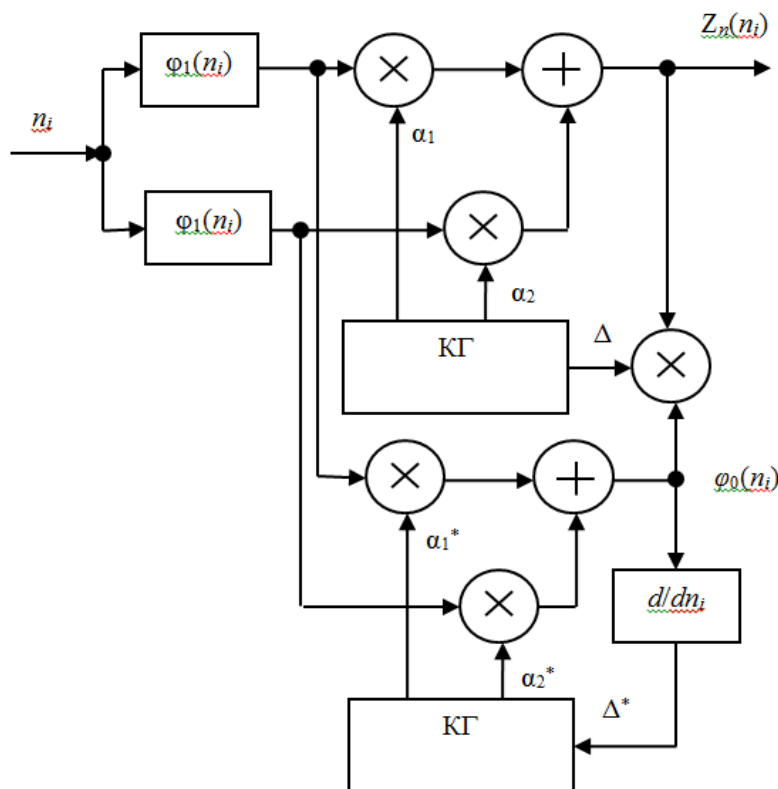 Zn(ni)
φ1(ni)
ni
α1
φ1(ni)
α2
КГ
Δ
φ0(ni)
α1*
d/dni
α2*
Δ*
КГ